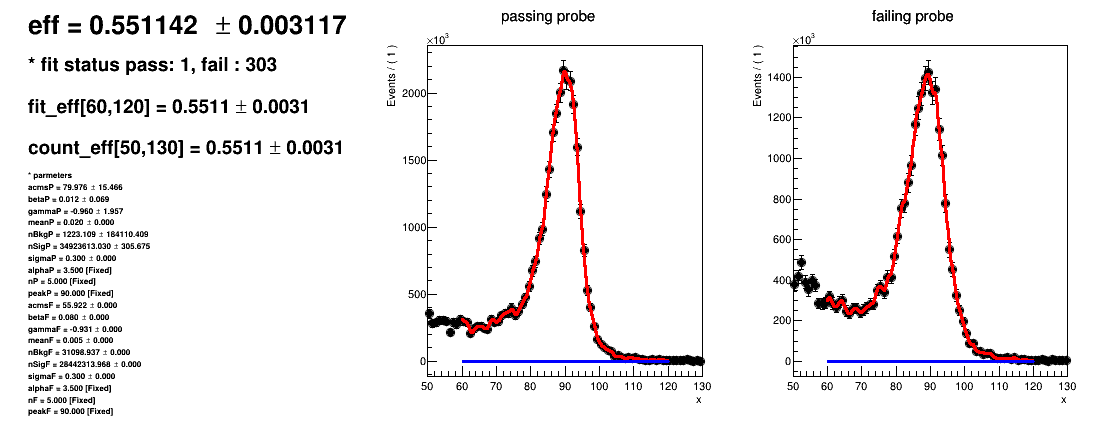 eff = 0.551142 ± 0.003117
* fit status pass: 1, fail : 303
fit_eff[60,120] = 0.5511 ± 0.0031
count_eff[50,130] = 0.5511 ± 0.0031
* parmeters
acmsP = 79.976 ± 15.466
betaP = 0.012 ± 0.069
gammaP = -0.960 ± 1.957
meanP = 0.020 ± 0.000
nBkgP = 1223.109 ± 184110.409
nSigP = 34923613.030 ± 305.675
sigmaP = 0.300 ± 0.000
alphaP = 3.500 [Fixed]
nP = 5.000 [Fixed]
peakP = 90.000 [Fixed]
acmsF = 55.922 ± 0.000
betaF = 0.080 ± 0.000
gammaF = -0.931 ± 0.000
meanF = 0.005 ± 0.000
nBkgF = 31098.937 ± 0.000
nSigF = 28442313.968 ± 0.000
sigmaF = 0.300 ± 0.000
alphaF = 3.500 [Fixed]
nF = 5.000 [Fixed]
peakF = 90.000 [Fixed]
passing probe
×10³
Events / ( 1 )
2000
1500
1000
500
0
50 60 70 80 90 100 110 120 130
x
failing probe
×10³
Events / ( 1 )
1400
1200
1000
800
600
400
200
0
50 60 70 80 90 100 110 120 130
x